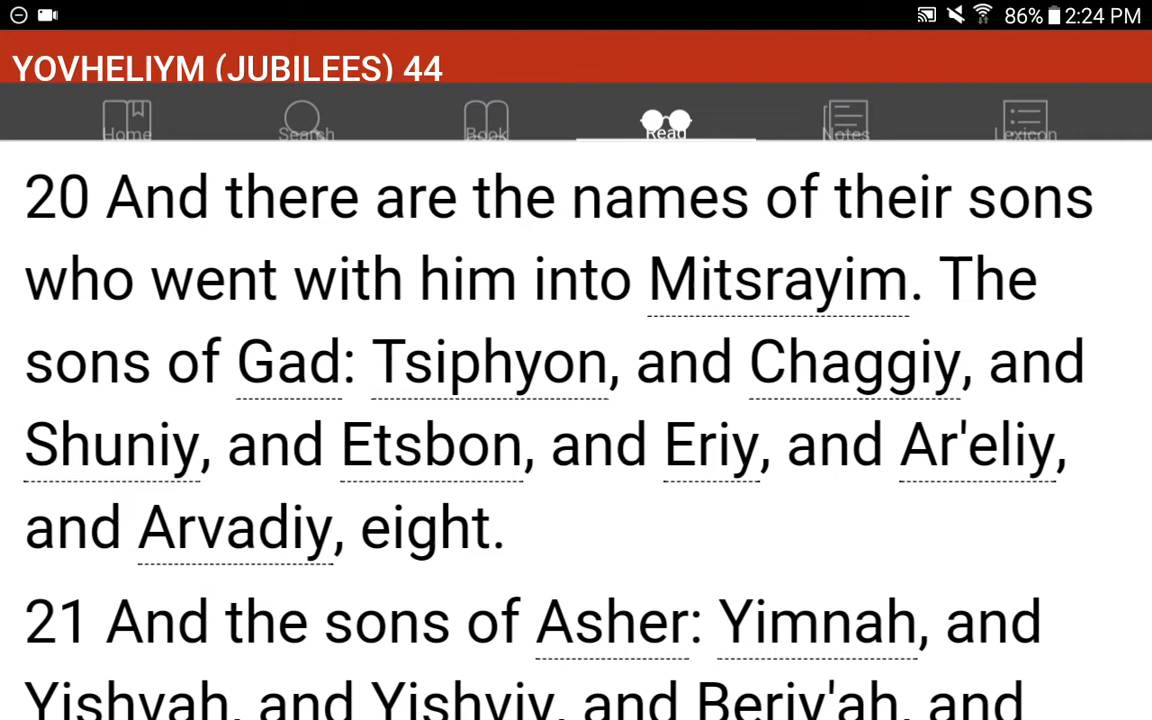 86% 2:24 PM
YOVHELIYM (JUBILEES) 44
Home Search Book Read Notes Lexicon
20 And there are the names of their sons
who went with him into Mitsrayim. The
sons of Gad: Tsiphyon, and Chaggiy, and
Shuniy, and Etsbon, and Eriy, and Ar'eliy,
and Arvadiy, eight.
21 And the sons of Asher: Yimnah, and
Yishvah, and Yishviy, and Beriy'ah, and